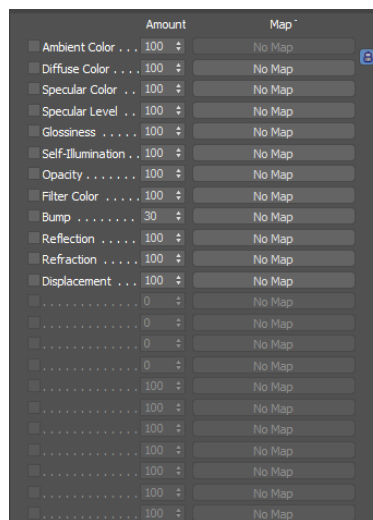 Amount Map
Ambient Color . . . 100 No Map
Diffuse Color . . . . 100 No Map
Specular Color . . 100 No Map
Specular Level . . 100 No Map
Glossiness . . . . . 100 No Map
Self-Illumination . . 100 No Map
Opacity . . . . . . . 100 No Map
Filter Color . . . . . 100 No Map
Bump . . . . . . . . 30 No Map
Reflection . . . . . 100 No Map
Refraction . . . . . 100 No Map
Displacement . . . 100 No Map
. . . . . . . . . . . . . 0 No Map
. . . . . . . . . . . . . 0 No Map
. . . . . . . . . . . . . 0 No Map
. . . . . . . . . . . . . 0 No Map
. . . . . . . . . . . . . 100 No Map
. . . . . . . . . . . . . 100 No Map
. . . . . . . . . . . . . 100 No Map
. . . . . . . . . . . . . 100 No Map
. . . . . . . . . . . . . 100 No Map
. . . . . . . . . . . . . 100 No Map
. . . . . . . . . . . . . 100 No Map